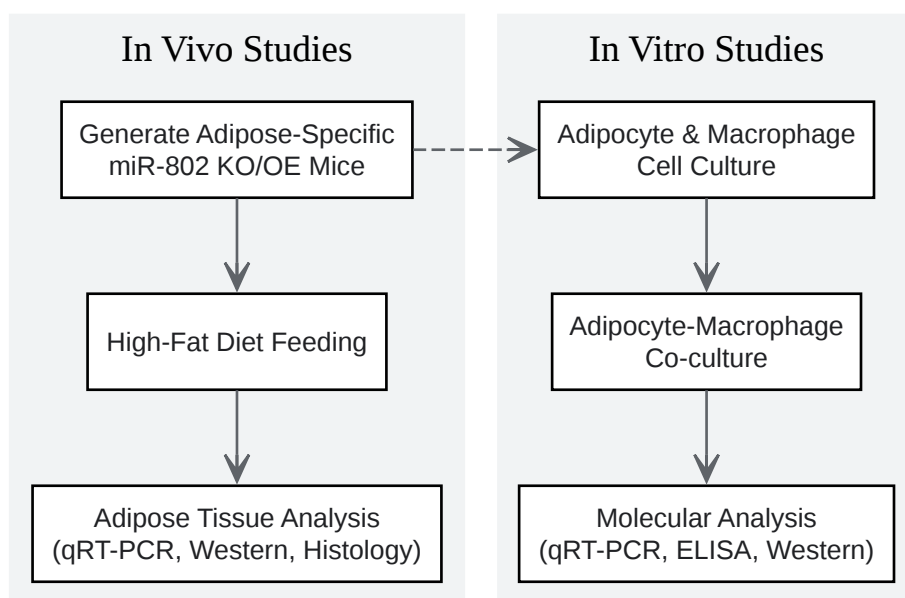 In Vivo Studies
Generate Adipose-Specific
miR-802 KO/OE Mice
High-Fat Diet Feeding
Adipose Tissue Analysis
(qRT-PCR, Western, Histology)
In Vitro Studies
Adipocyte & Macrophage
Cell Culture
Adipocyte-Macrophage
Co-culture
Molecular Analysis
(qRT-PCR, ELISA, Western)